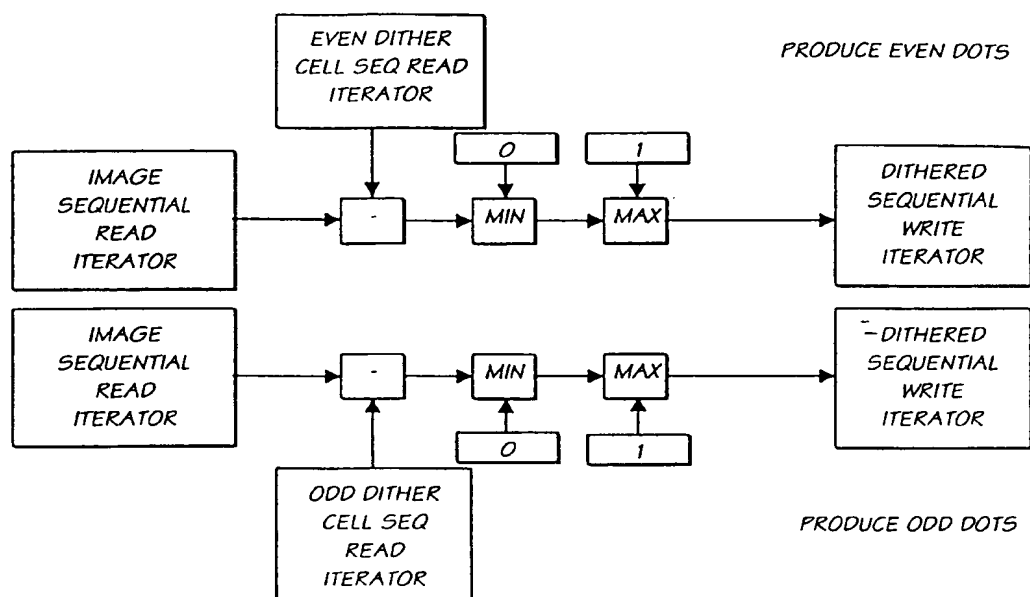 EVEN DITHER
CELL SEQ READ
ITERATOR
PRODUCE EVEN DOTS
0
1
IMAGE
SEQUENTIAL
READ
ITERATOR
-
MIN
MAX
DITHERED
SEQUENTIAL
WRITE
ITERATOR
IMAGE
SEQUENTIAL
READ
ITERATOR
-
MIN
MAX
DITHERED
SEQUENTIAL
WRITE
ITERATOR
0
1
ODD DITHER
CELL SEQ
READ
ITERATOR
PRODUCE ODD DOTS